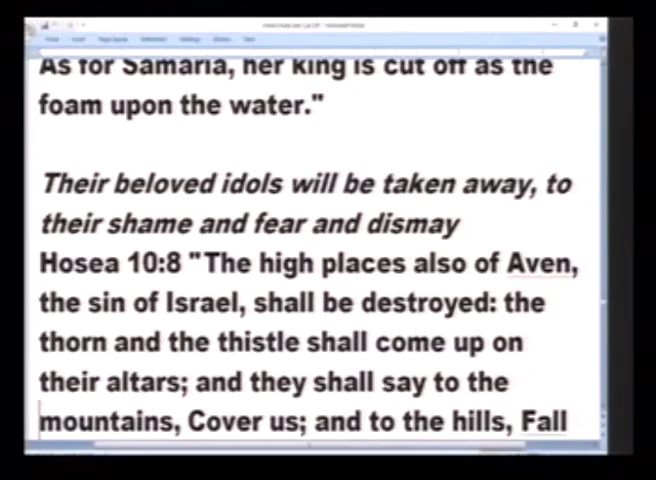 As for Samaria, her king is cut off as the
foam upon the water."
Their beloved idols will be taken away, to
their shame and fear and dismay
Hosea 10:8 "The high places also of Aven,
the sin of Israel, shall be destroyed: the
thorn and the thistle shall come up on
their altars; and they shall say to the
mountains, Cover us; and to the hills, Fall